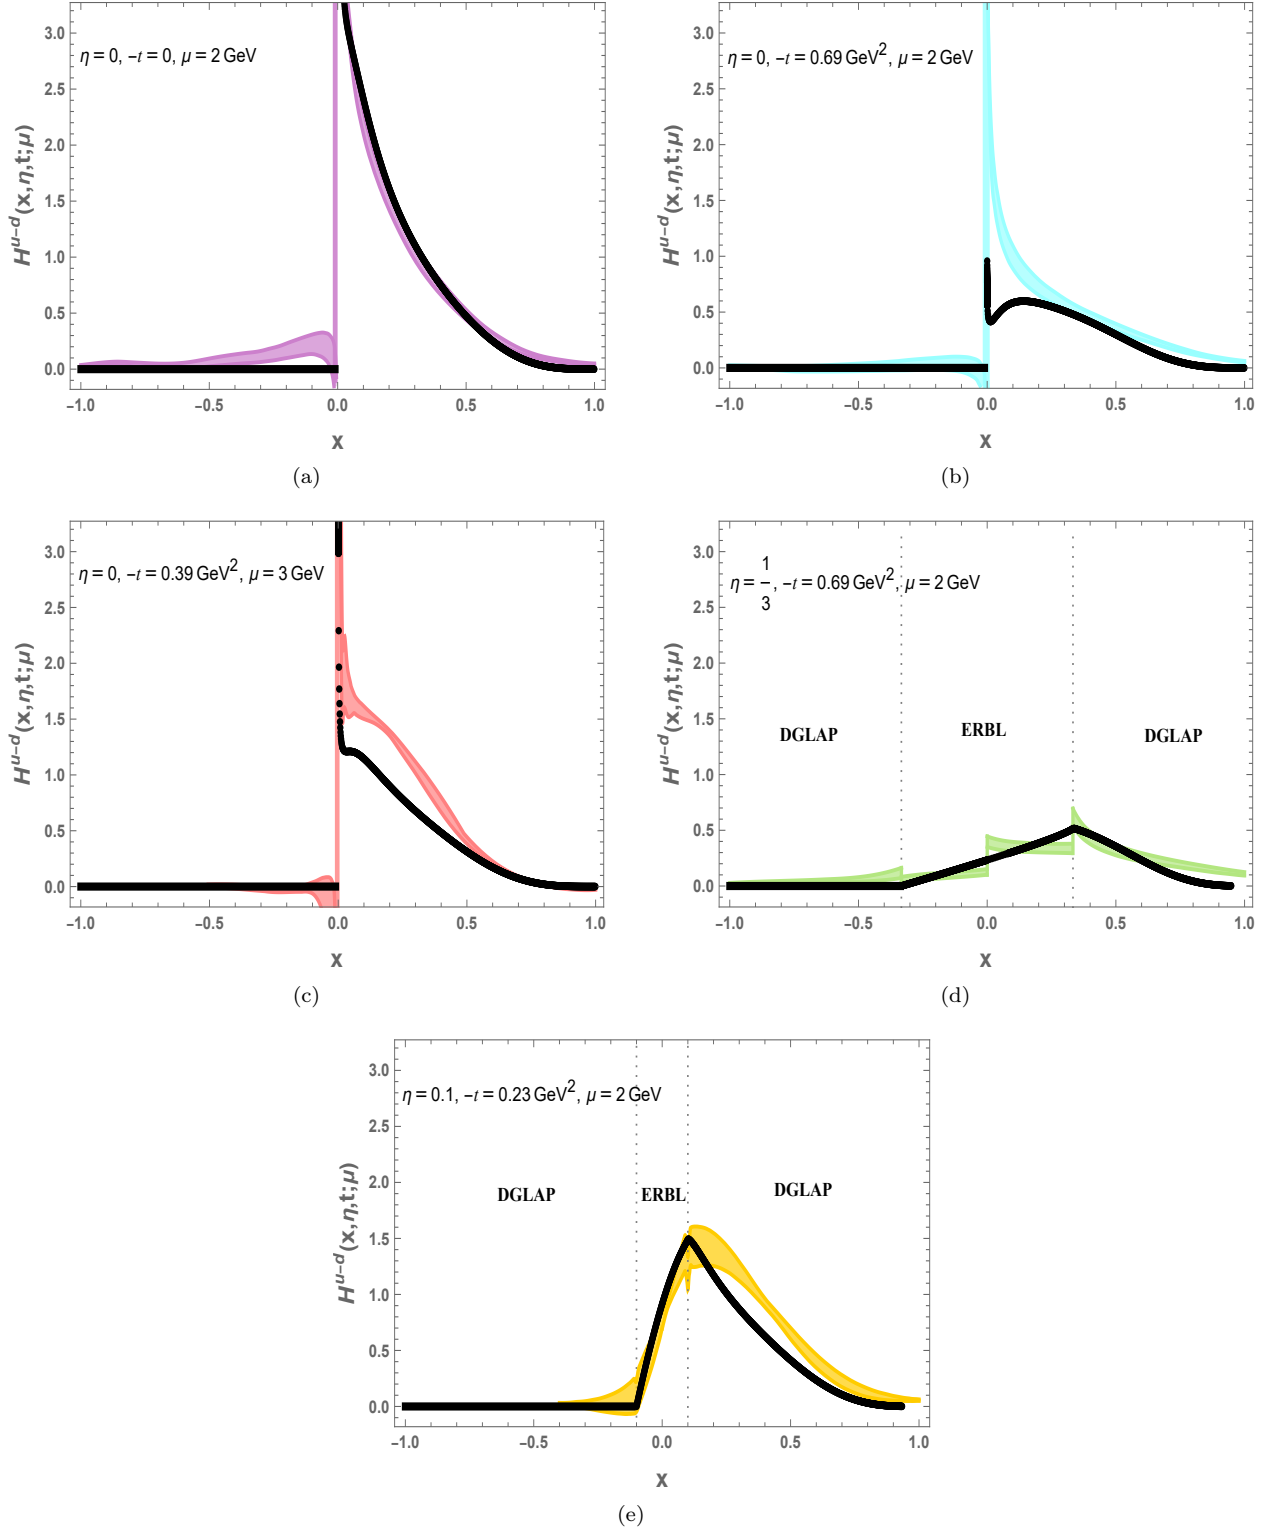 η = 0, −t = 0, μ = 2 GeV
H^{u−d}(x,η,t;μ)
3.0
2.5
2.0
1.5
1.0
0.5
0.0
−1.0 −0.5 0.0 0.5 1.0
x
(a)
η = 0, −t = 0.69 GeV², μ = 2 GeV
H^{u−d}(x,η,t;μ)
3.0
2.5
2.0
1.5
1.0
0.5
0.0
−1.0 −0.5 0.0 0.5 1.0
x
(b)
η = 0, −t = 0.39 GeV², μ = 3 GeV
H^{u−d}(x,η,t;μ)
3.0
2.5
2.0
1.5
1.0
0.5
0.0
−1.0 −0.5 0.0 0.5 1.0
x
(c)
η = 1/3, −t = 0.69 GeV², μ = 2 GeV
H^{u−d}(x,η,t;μ)
3.0
2.5
2.0
1.5
1.0
0.5
0.0
DGLAP ERBL DGLAP
−1.0 −0.5 0.0 0.5 1.0
x
(d)
η = 0.1, −t = 0.23 GeV², μ = 2 GeV
H^{u−d}(x,η,t;μ)
3.0
2.5
2.0
1.5
1.0
0.5
0.0
DGLAP ERBL DGLAP
−1.0 −0.5 0.0 0.5 1.0
x
(e)